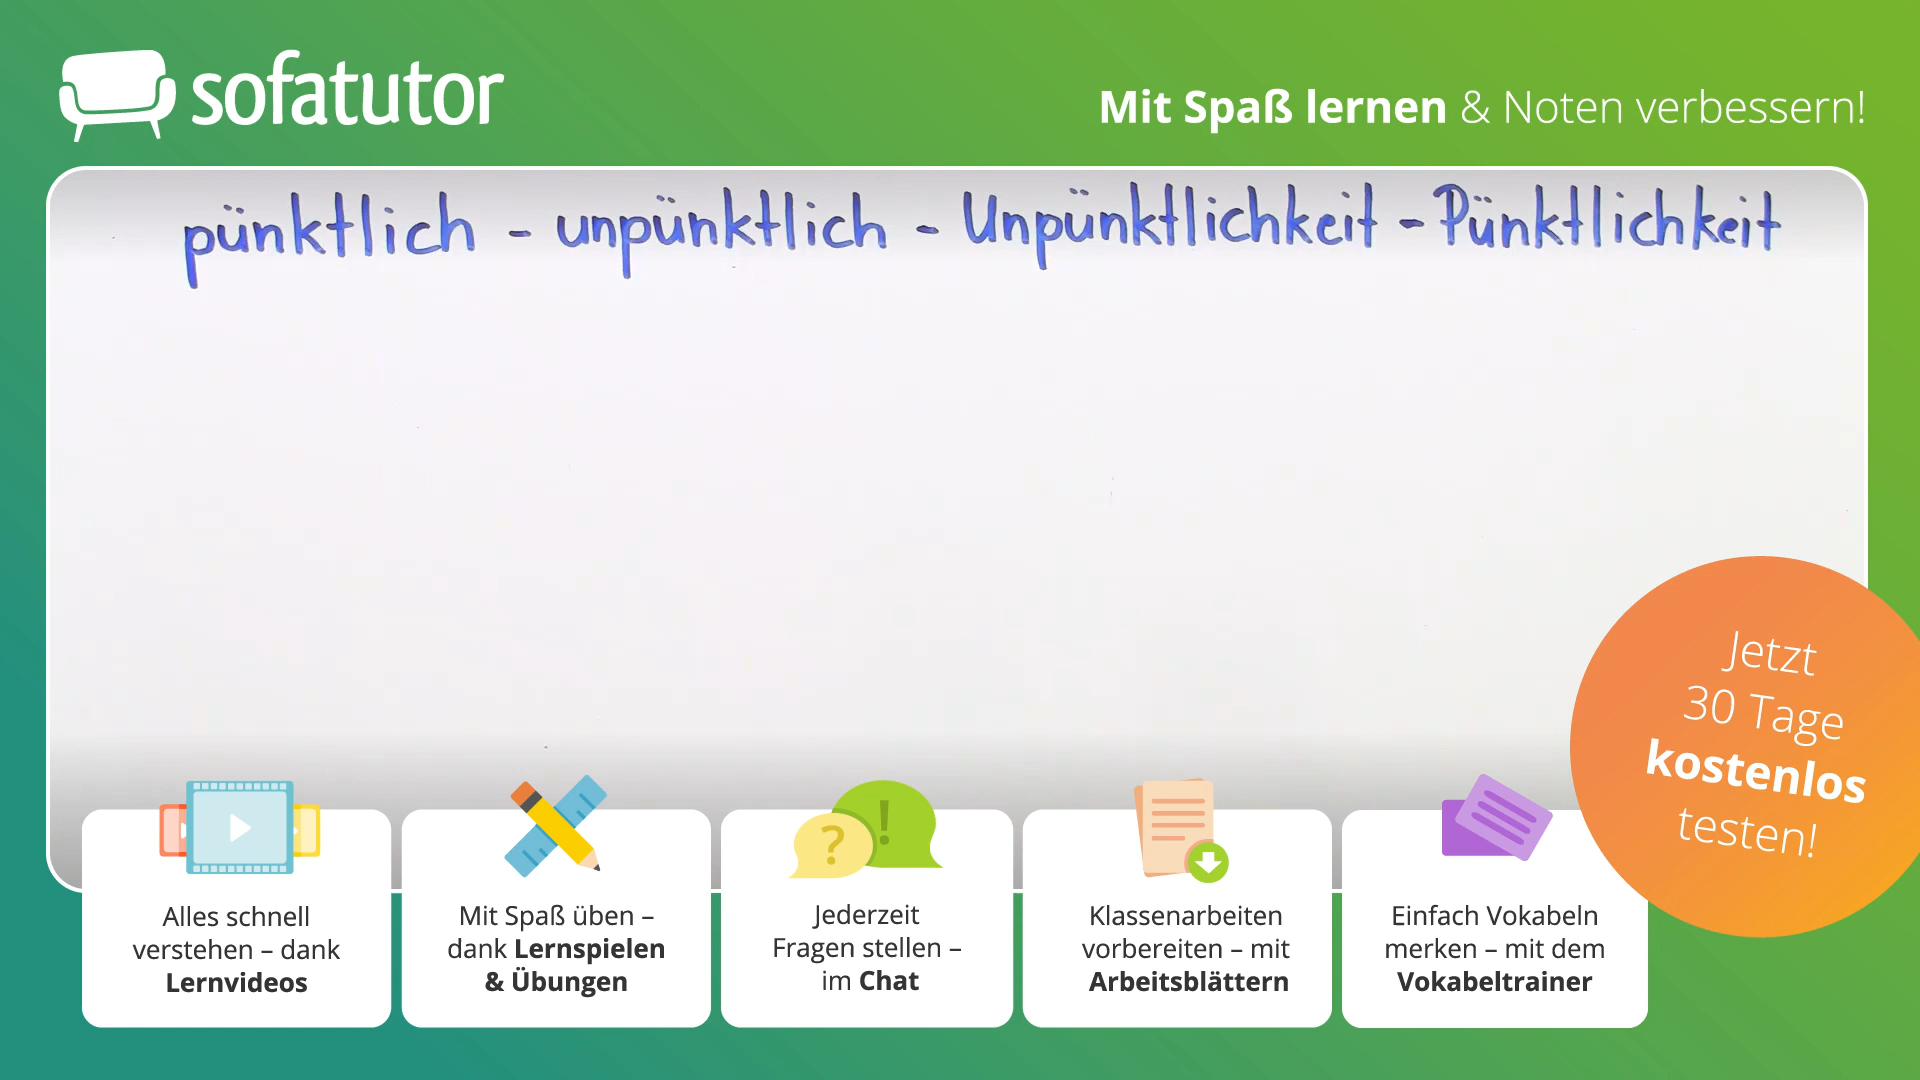 sofatutor
Mit Spaß lernen & Noten verbessern!
pünktlich - unpünktlich - Unpünktlichkeit - Pünktlichkeit
Jetzt
30 Tage
kostenlos
testen!
Alles schnell
verstehen – dank
Lernvideos
Mit Spaß üben –
dank Lernspielen
& Übungen
?
!
Jederzeit
Fragen stellen –
im Chat
Klassenarbeiten
vorbereiten – mit
Arbeitsblättern
Einfach Vokabeln
merken – mit dem
Vokabeltrainer